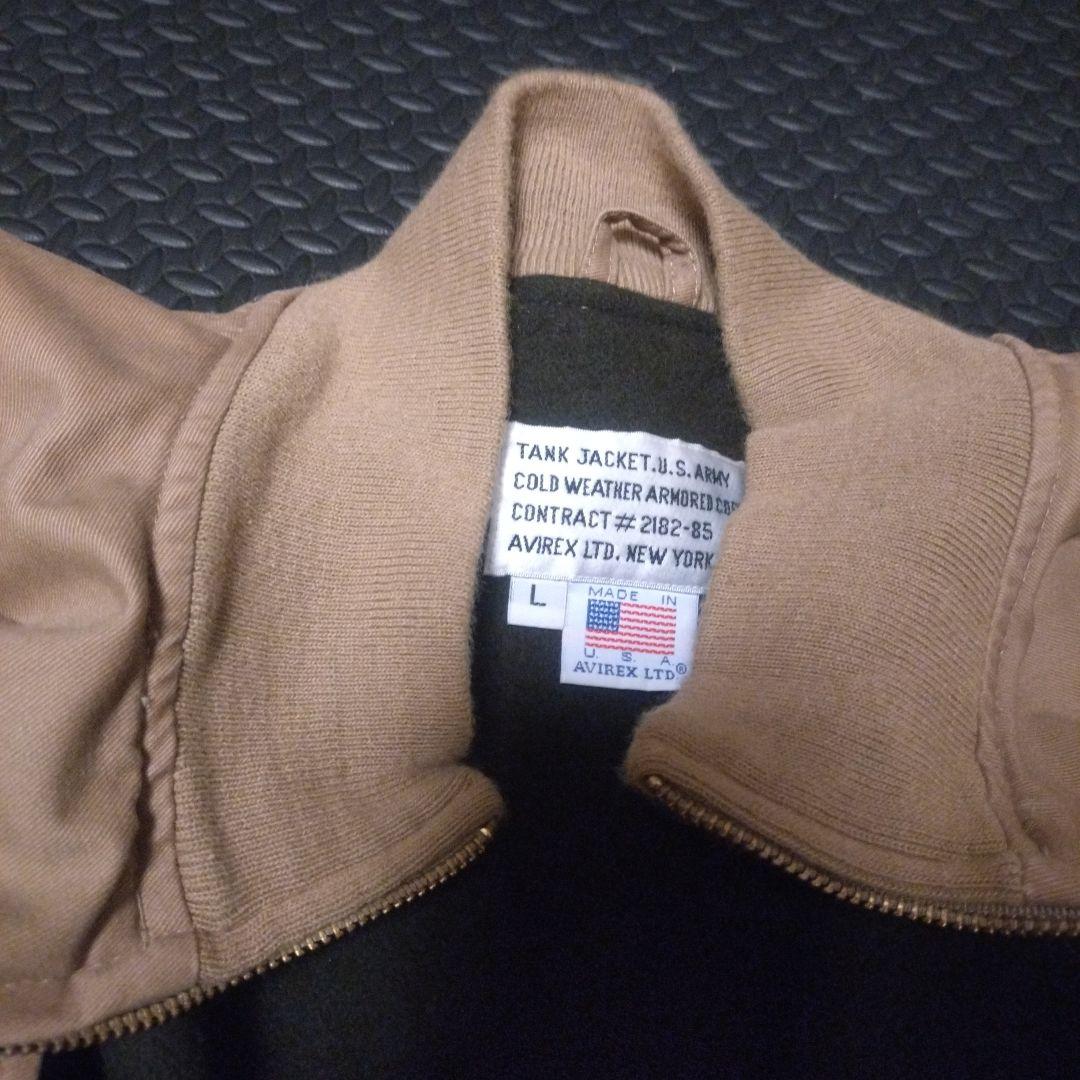 TANK JACKET.U.S.ARMY
COLD WEATHER ARMORED
CONTRACT # 2182-85
AVIREX LTD. NEW YORK
L
MADE IN
U. S. A.
AVIREX LTD®